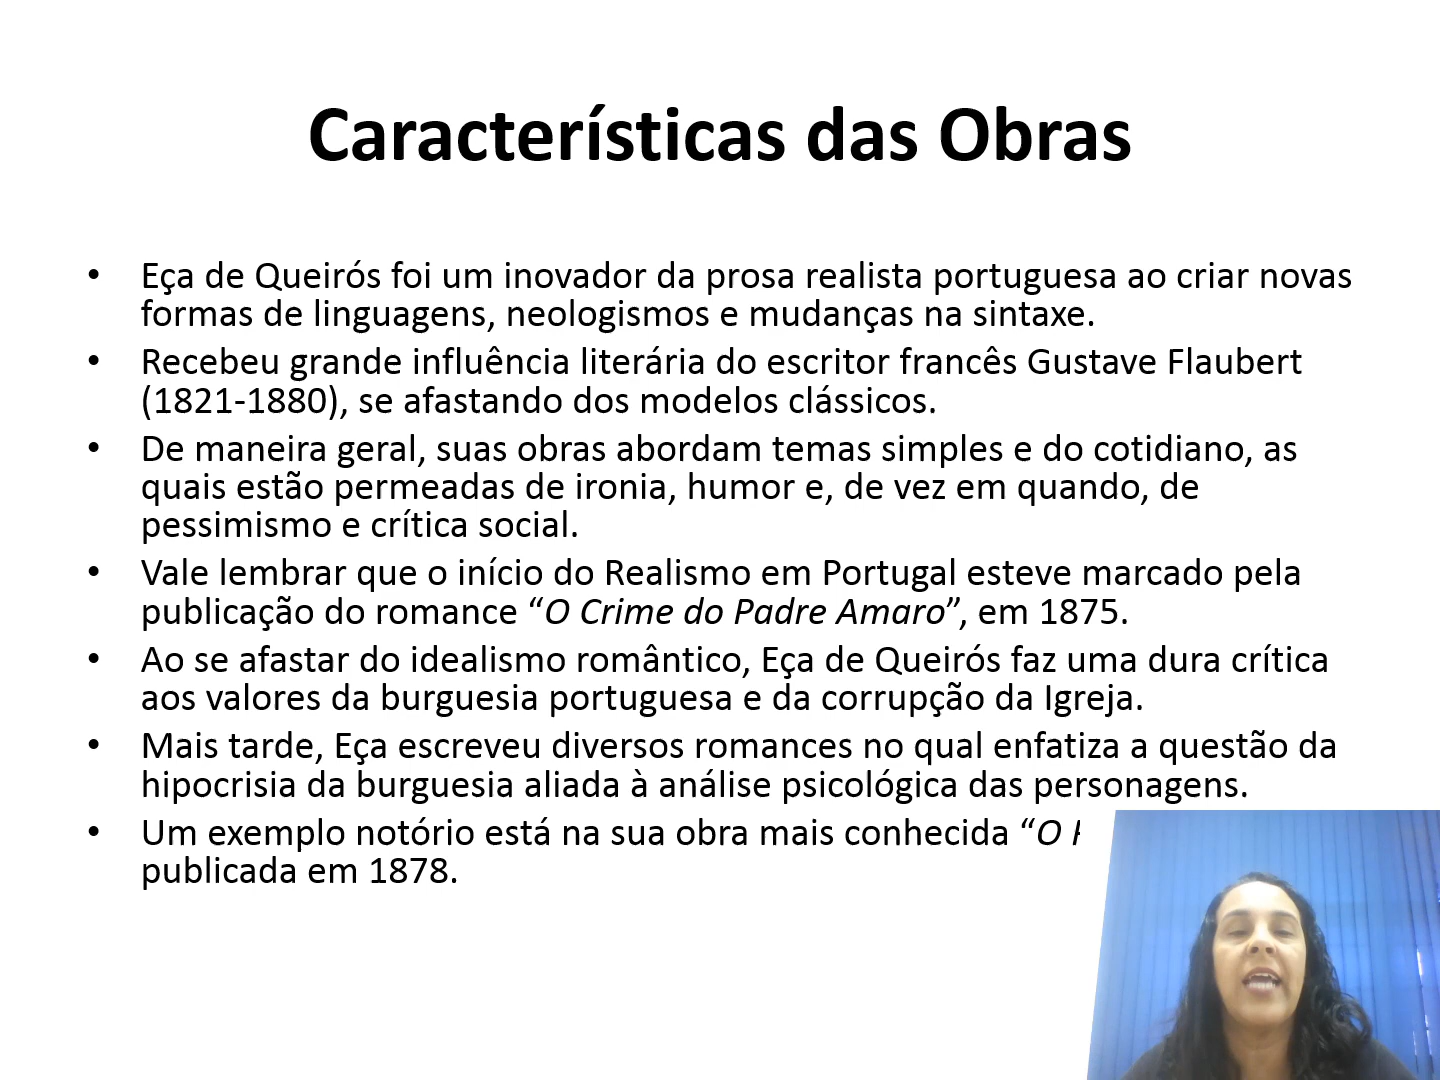 Características das Obras
• Eça de Queirós foi um inovador da prosa realista portuguesa ao criar novas
formas de linguagens, neologismos e mudanças na sintaxe.
• Recebeu grande influência literária do escritor francês Gustave Flaubert
(1821-1880), se afastando dos modelos clássicos.
• De maneira geral, suas obras abordam temas simples e do cotidiano, as
quais estão permeadas de ironia, humor e, de vez em quando, de
pessimismo e crítica social.
• Vale lembrar que o início do Realismo em Portugal esteve marcado pela
publicação do romance “O Crime do Padre Amaro”, em 1875.
• Ao se afastar do idealismo romântico, Eça de Queirós faz uma dura crítica
aos valores da burguesia portuguesa e da corrupção da Igreja.
• Mais tarde, Eça escreveu diversos romances no qual enfatiza a questão da
hipocrisia da burguesia aliada à análise psicológica das personagens.
• Um exemplo notório está na sua obra mais conhecida “O
publicada em 1878.